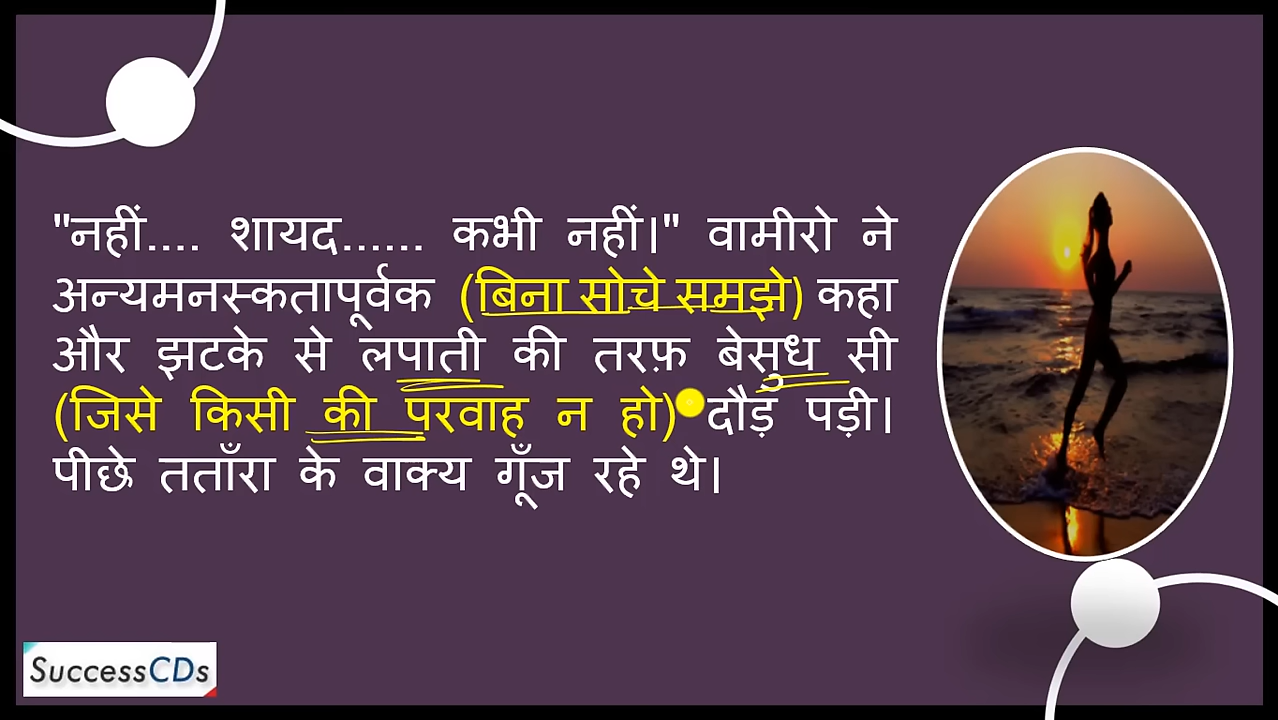 "नहीं.... शायद...... कभी नहीं।" वामीरो ने
अन्यमनस्कतापूर्वक (बिना सोचे समझे) कहा
और झटके से लपाती की तरफ़ बेसुध सी
(जिसे किसी की परवाह न हो) दौड़ पड़ी।
पीछे तताँरा के वाक्य गूँज रहे थे।
SuccessCDs